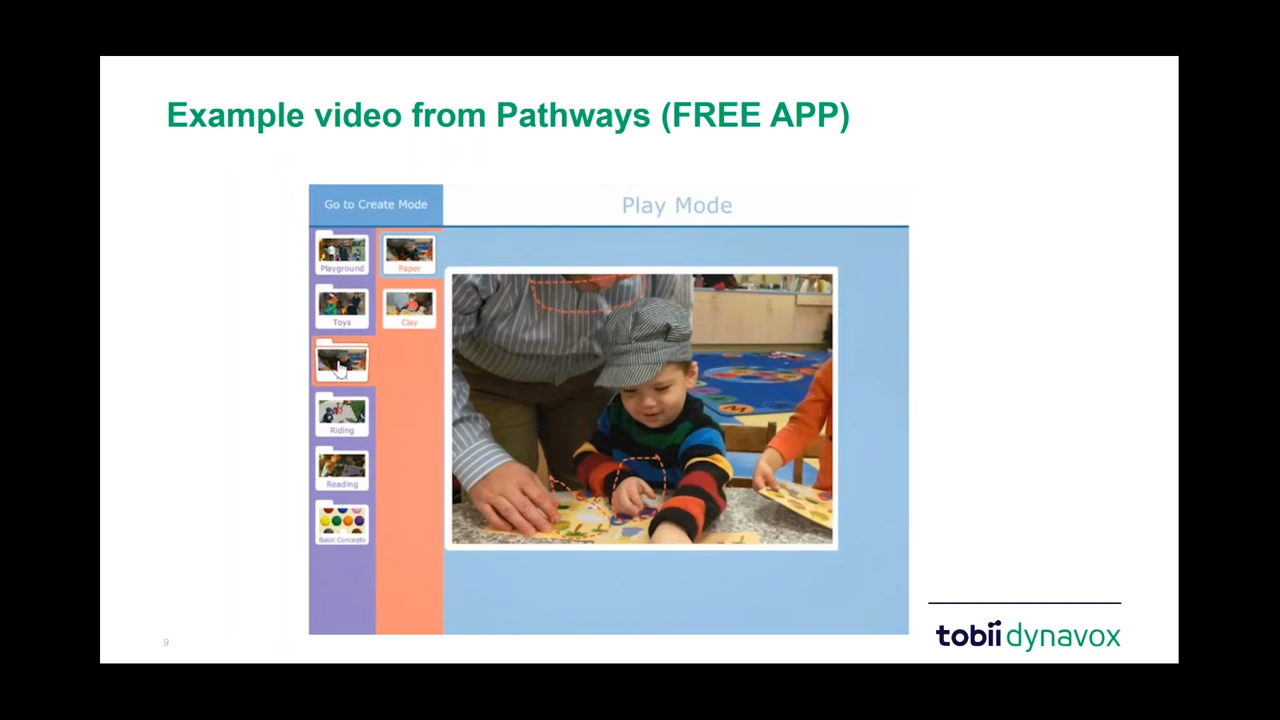 Example video from Pathways (FREE APP)
Go to Create Mode
Play Mode
Playground
Paper
Toys
Clay
Riding
Reading
Basic Concepts
9
tobii dynavox